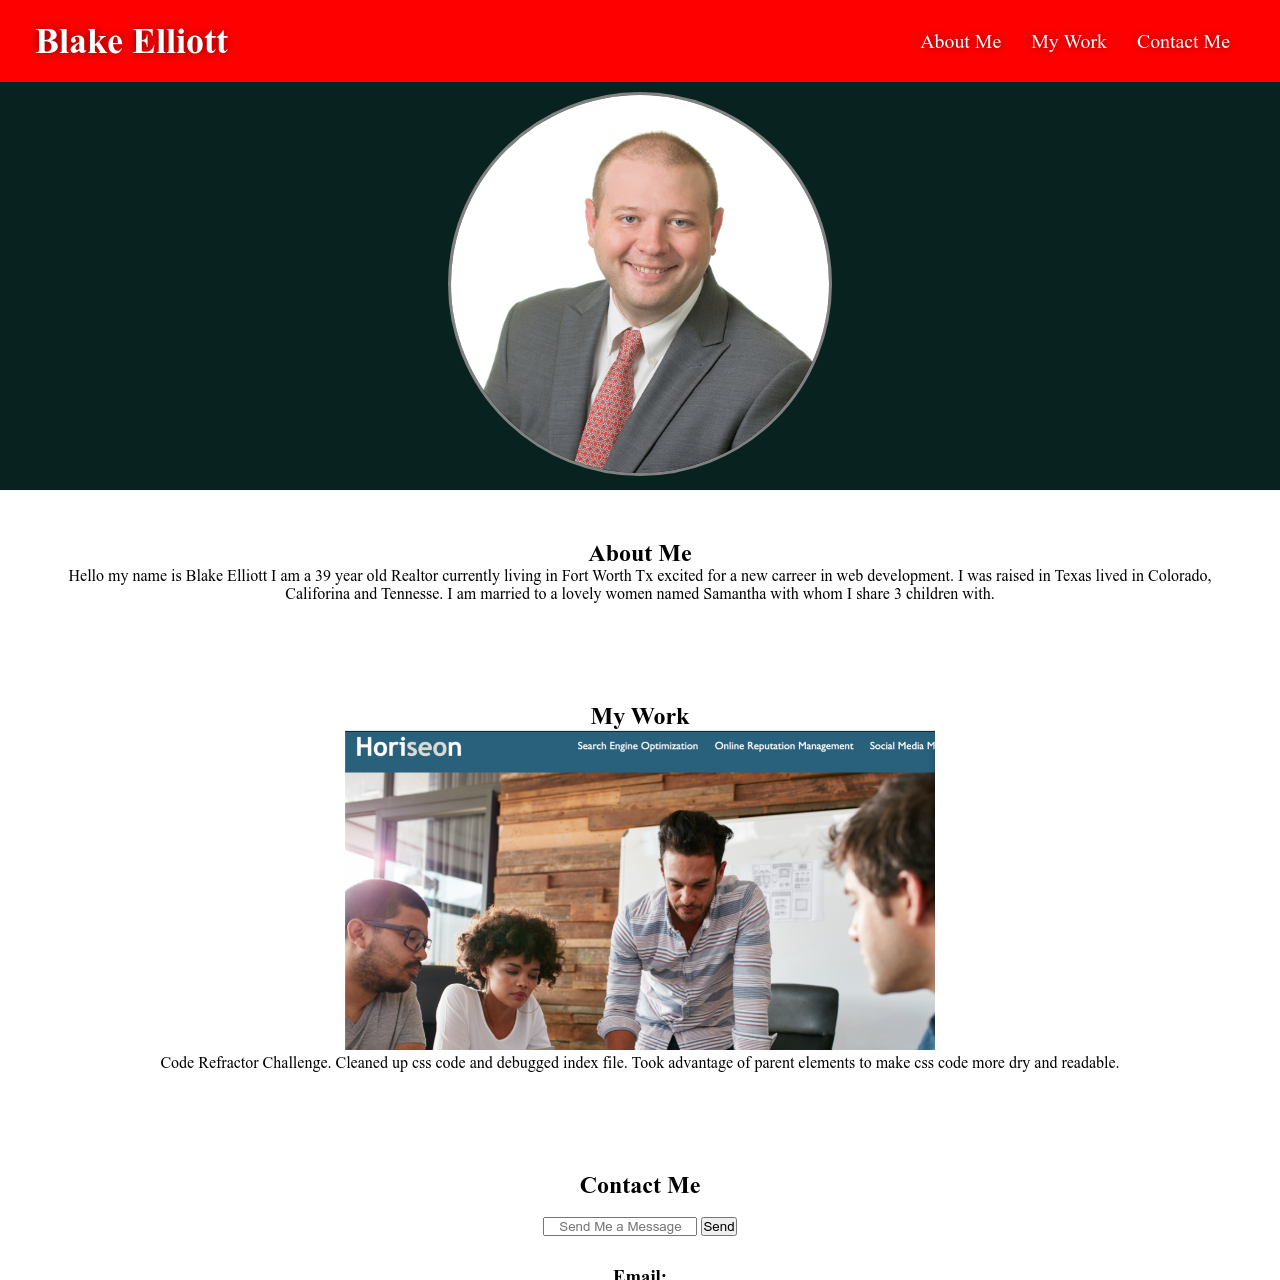 Blake Elliott
About Me
My Work
Contact Me
About Me
Hello my name is Blake Elliott I am a 39 year old Realtor currently living in Fort Worth Tx excited for a new carreer in web development. I was raised in Texas lived in Colorado,
Califorina and Tennesse. I am married to a lovely women named Samantha with whom I share 3 children with.
My Work
Horiseon
Search Engine Optimization
Online Reputation Management
Social Media M
Code Refractor Challenge. Cleaned up css code and debugged index file. Took advantage of parent elements to make css code more dry and readable.
Contact Me
Send Me a Message
Send
Email: